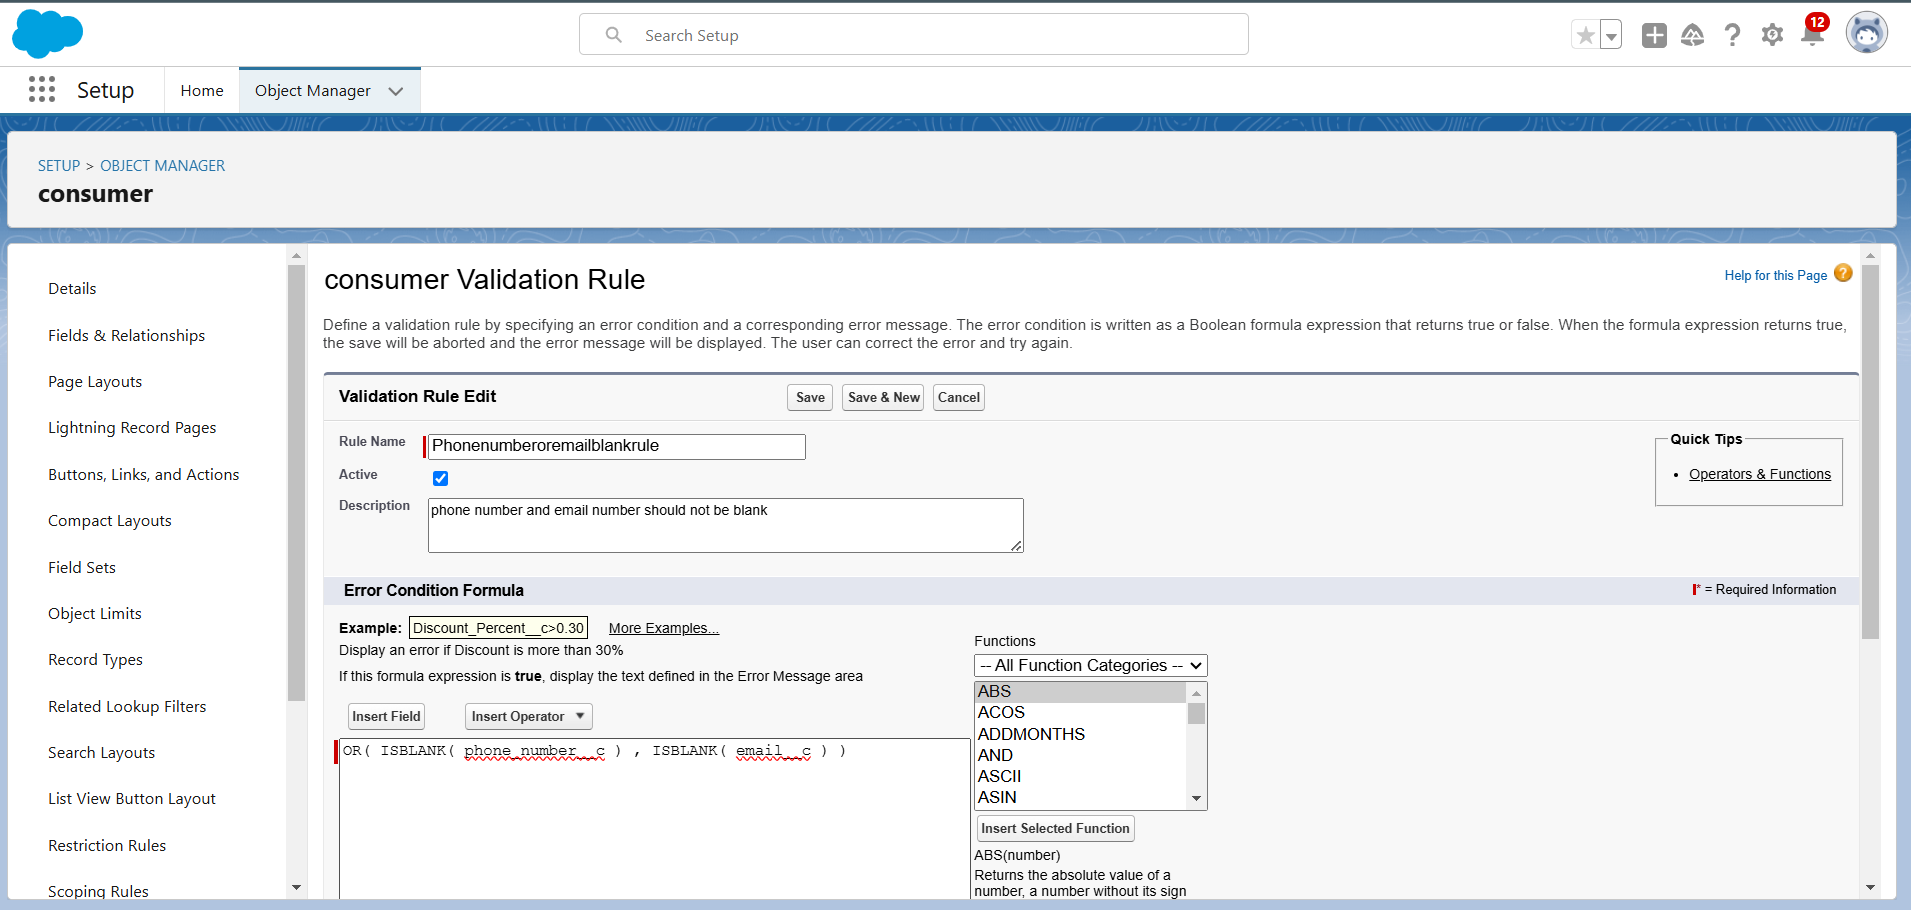 Search Setup
12
Setup
Home
Object Manager
SETUP > OBJECT MANAGER
consumer
Details
Fields & Relationships
Page Layouts
Lightning Record Pages
Buttons, Links, and Actions
Compact Layouts
Field Sets
Object Limits
Record Types
Related Lookup Filters
Search Layouts
List View Button Layout
Restriction Rules
Scoping Rules
consumer Validation Rule
Help for this Page ?
Define a validation rule by specifying an error condition and a corresponding error message. The error condition is written as a Boolean formula expression that returns true or false. When the formula expression returns true,
the save will be aborted and the error message will be displayed. The user can correct the error and try again.
Validation Rule Edit
Save
Save & New
Cancel
Rule Name
Phonenumberoremailblankrule
Active
Description
phone number and email number should not be blank
Quick Tips
• Operators & Functions
Error Condition Formula
* = Required Information
Example:
Discount_Percent__c>0.30
More Examples...
Display an error if Discount is more than 30%
If this formula expression is true, display the text defined in the Error Message area
Insert Field
Insert Operator
OR( ISBLANK( phone_number__c ) , ISBLANK( email__c ) )
Functions
-- All Function Categories --
ABS
ACOS
ADDMONTHS
AND
ASCII
ASIN
Insert Selected Function
ABS(number)
Returns the absolute value of a
number, a number without its sign